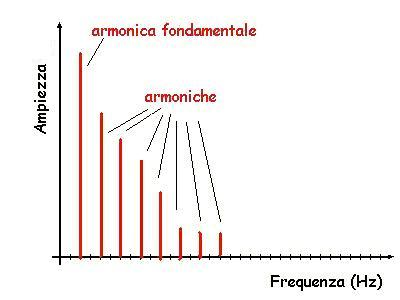 armonica fondamentale
armoniche
Ampiezza
Frequenza (Hz)